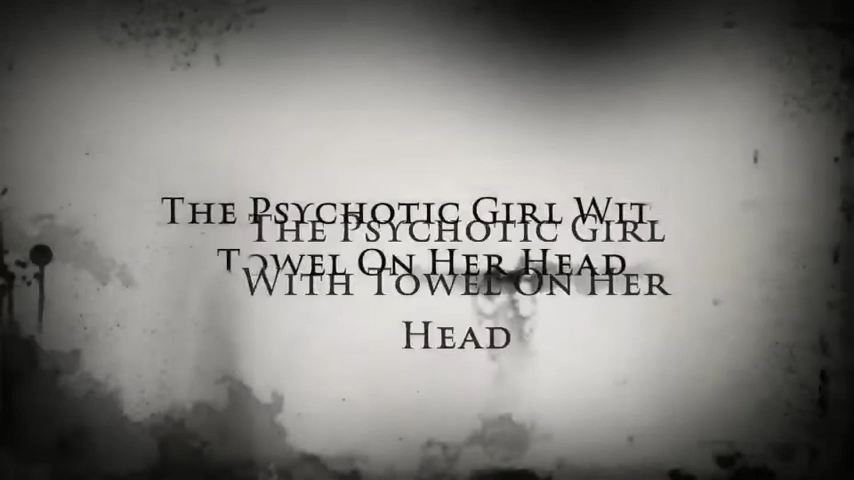 The Psychotic Girl Wit
The Psychotic Girl
Towel On Her Head
With Towel on Her
Head